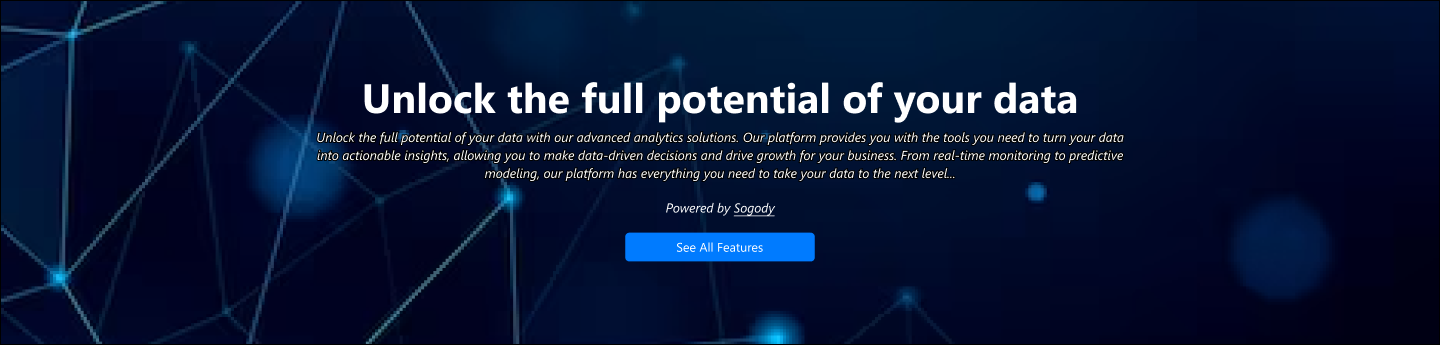 Unlock the full potential of your data
Unlock the full potential of your data with our advanced analytics solutions. Our platform provides you with the tools you need to turn your data
into actionable insights, allowing you to make data-driven decisions and drive growth for your business. From real-time monitoring to predictive
modeling, our platform has everything you need to take your data to the next level...
Powered by Sogody
See All Features